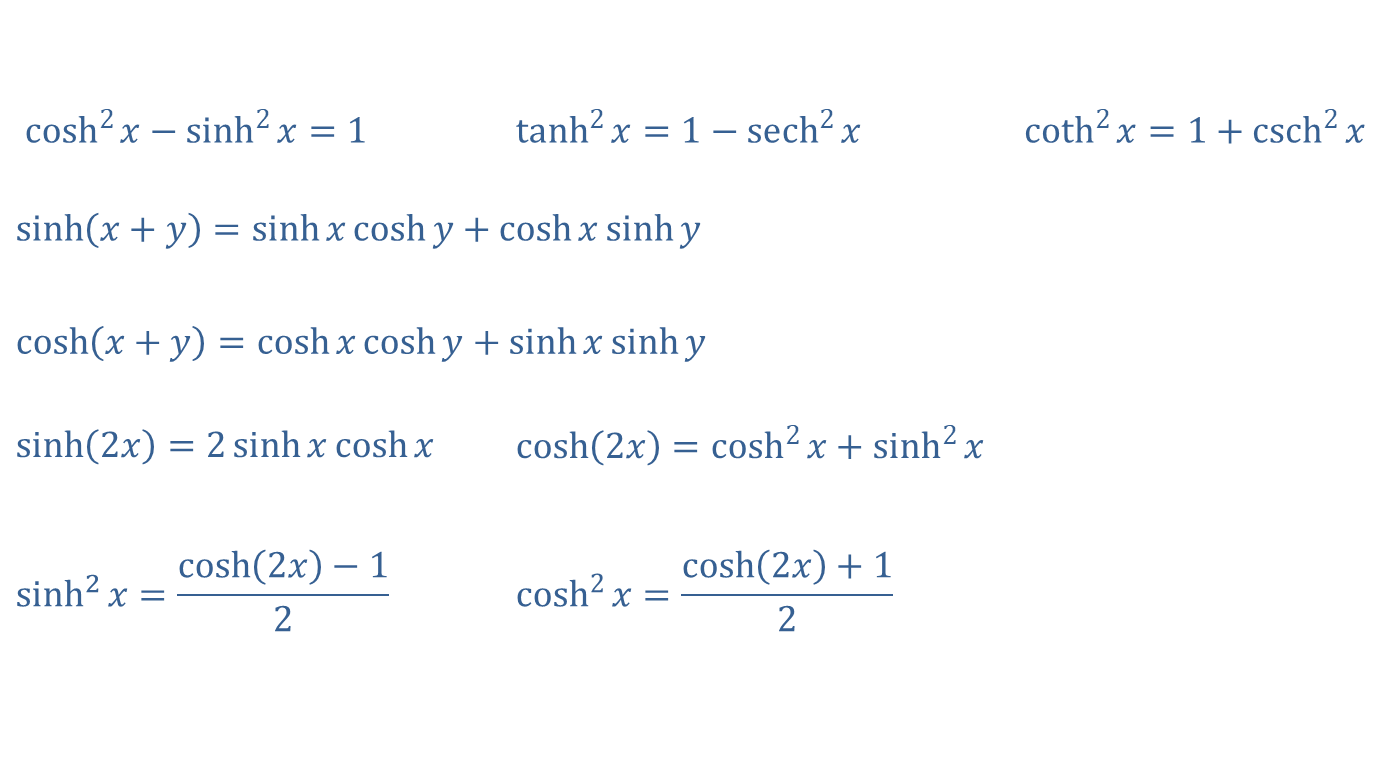 cosh² x − sinh² x = 1 tanh² x = 1 − sech² x coth² x = 1 + csch² x
sinh(x + y) = sinh x cosh y + cosh x sinh y
cosh(x + y) = cosh x cosh y + sinh x sinh y
sinh(2x) = 2 sinh x cosh x cosh(2x) = cosh² x + sinh² x
sinh² x = (cosh(2x) − 1)/2 cosh² x = (cosh(2x) + 1)/2